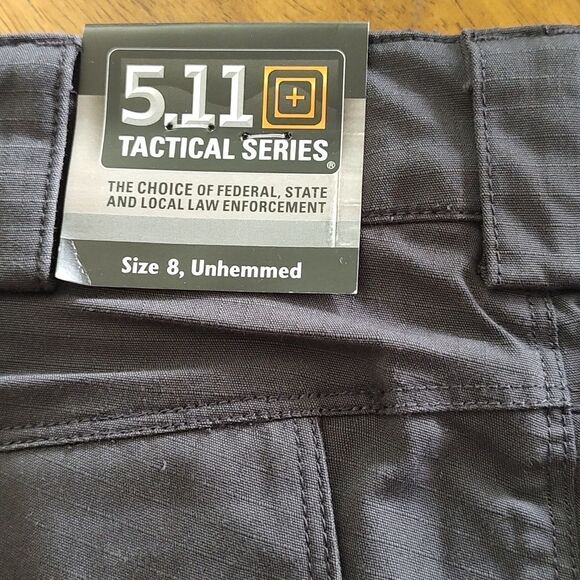 5.11
TACTICAL SERIES®
THE CHOICE OF FEDERAL, STATE
AND LOCAL LAW ENFORCEMENT
Size 8, Unhemmed